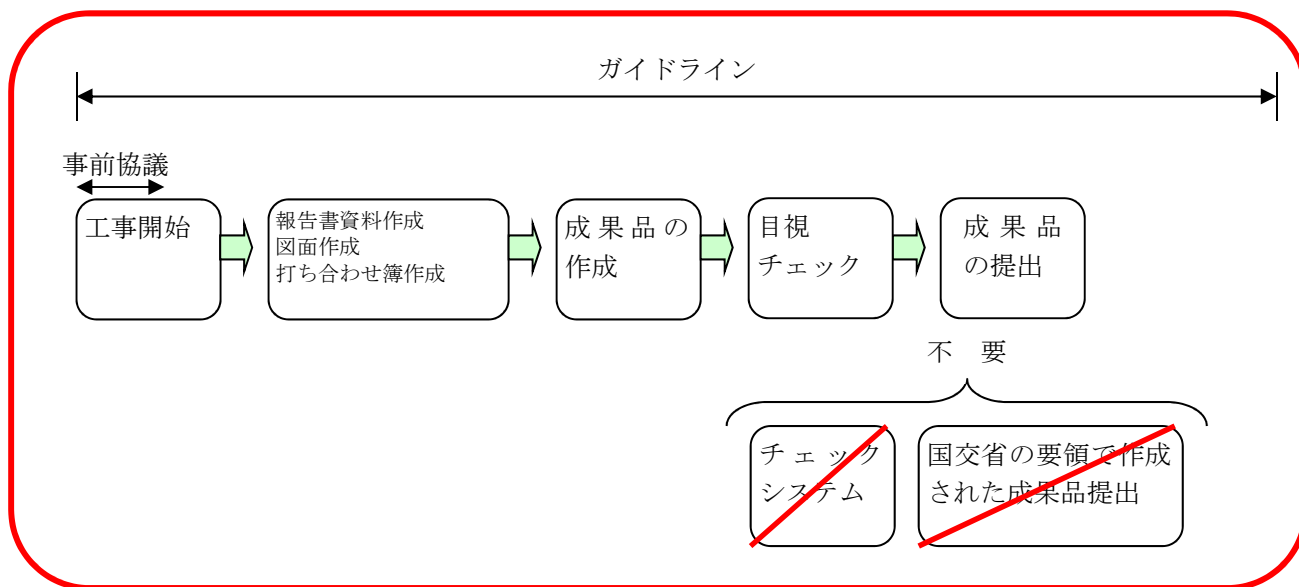 ガイドライン
事前協議
工事開始
報告書資料作成
図面作成
打ち合わせ簿作成
成果品の
作成
目視
チェック
成果品
の提出
不 要
チェック
システム
国交省の要領で作成
された成果品提出